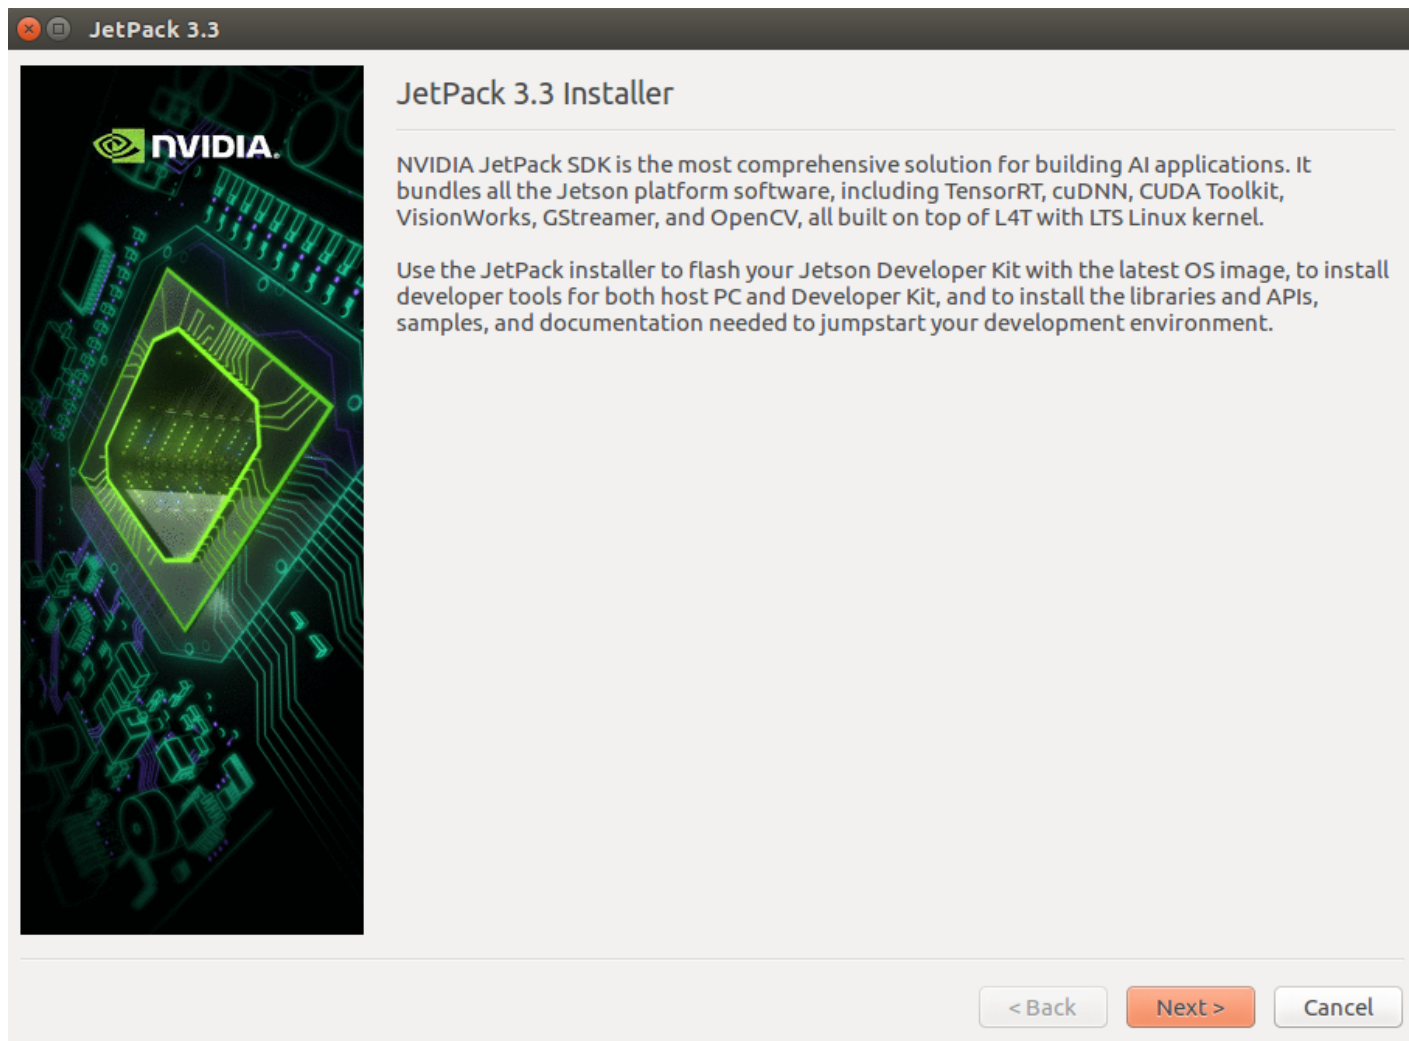 JetPack 3.3
JetPack 3.3 Installer
NVIDIA.
NVIDIA JetPack SDK is the most comprehensive solution for building AI applications. It
bundles all the Jetson platform software, including TensorRT, cuDNN, CUDA Toolkit,
VisionWorks, GStreamer, and OpenCV, all built on top of L4T with LTS Linux kernel.
Use the JetPack installer to flash your Jetson Developer Kit with the latest OS image, to install
developer tools for both host PC and Developer Kit, and to install the libraries and APIs,
samples, and documentation needed to jumpstart your development environment.
< Back Next > Cancel